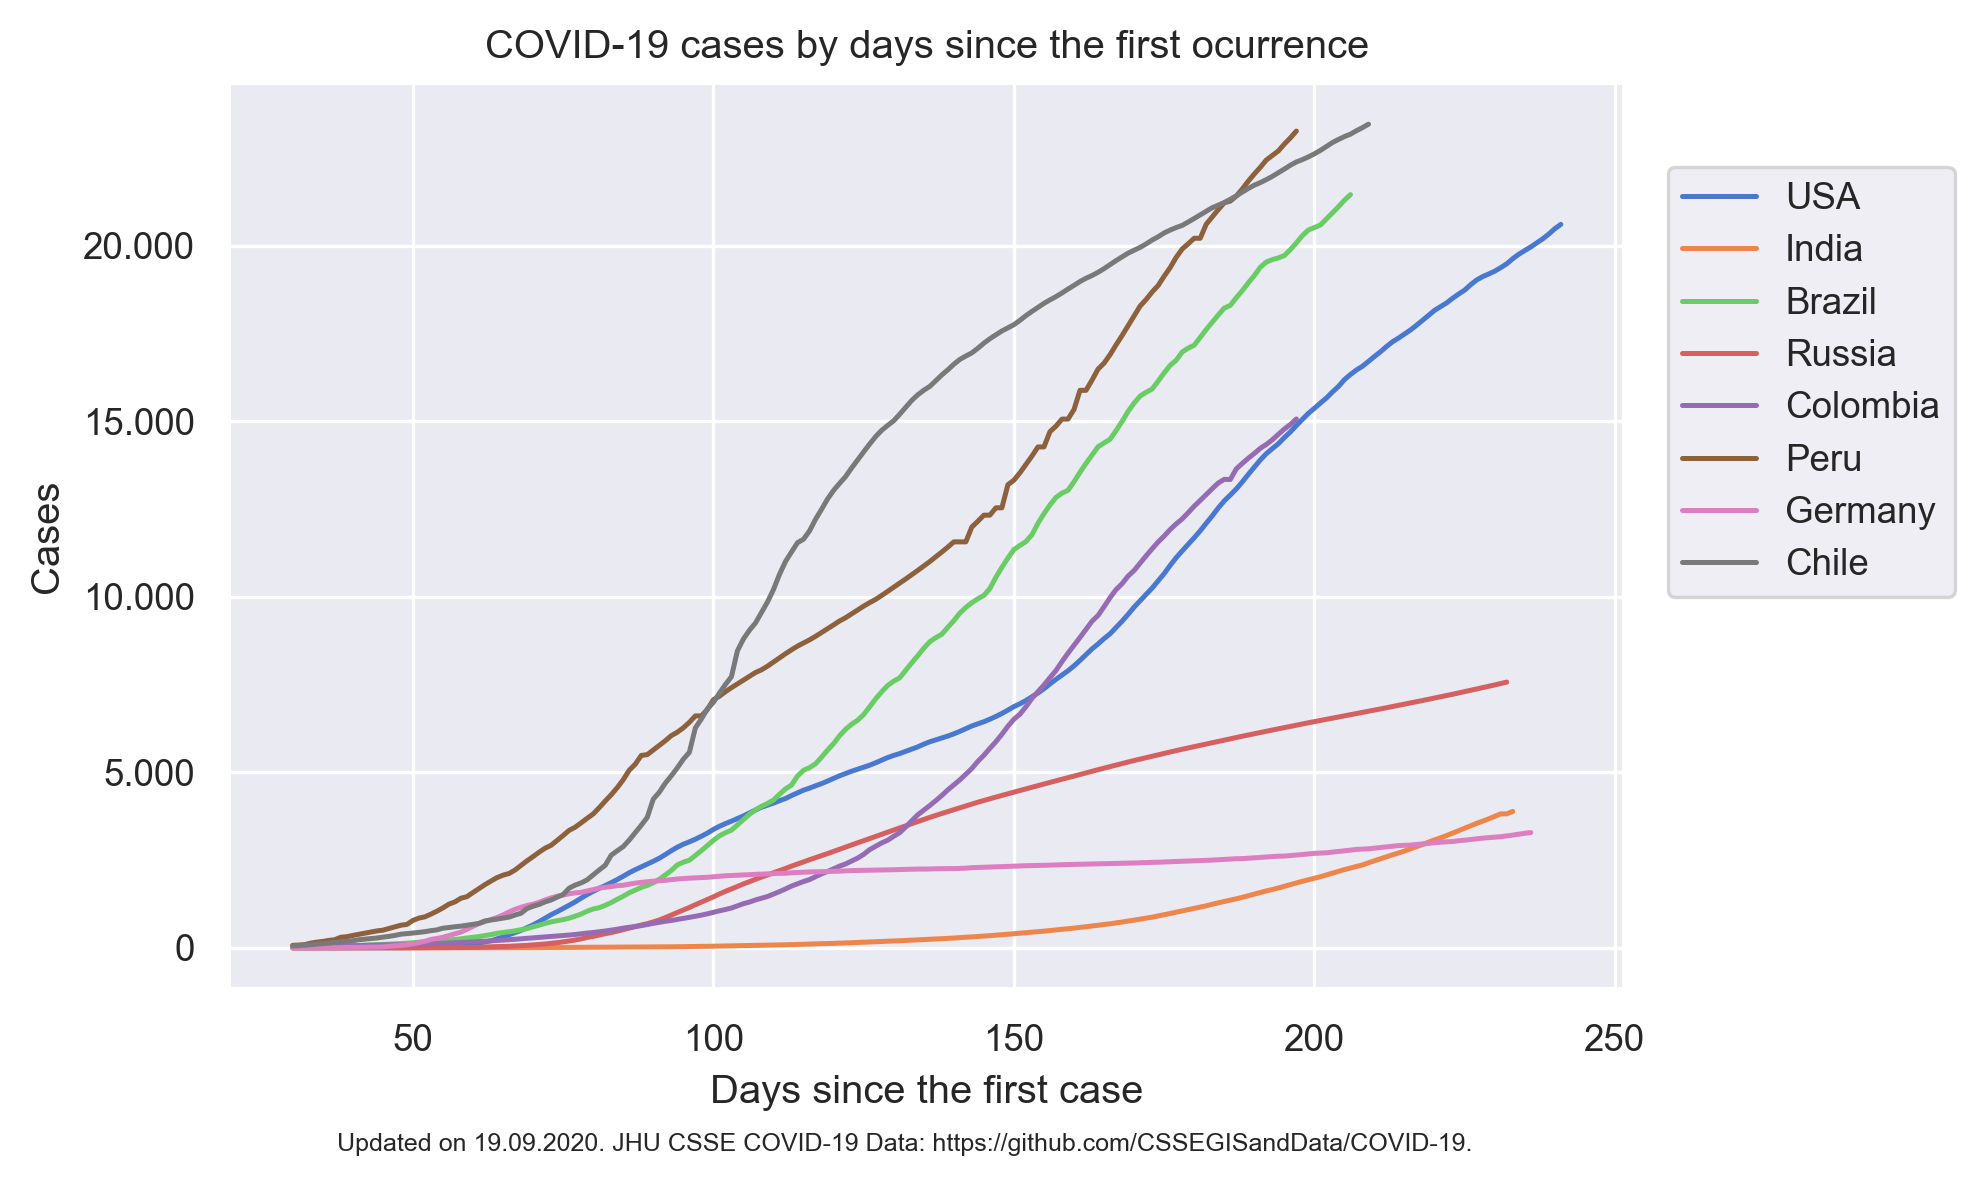 COVID-19 cases by days since the first ocurrence
20.000
15.000
10.000
5.000
0
Cases
50 100 150 200 250
Days since the first case
USA
India
Brazil
Russia
Colombia
Peru
Germany
Chile
Updated on 19.09.2020. JHU CSSE COVID-19 Data: https://github.com/CSSEGISandData/COVID-19.